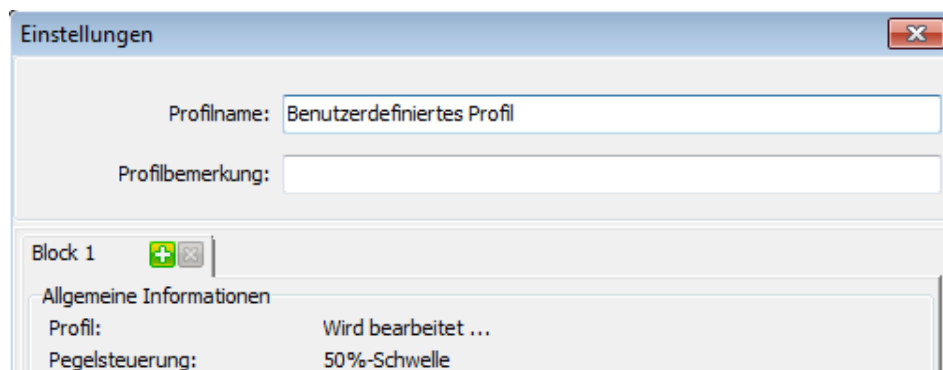 Einstellungen
Profilname: Benutzerdefiniertes Profil
Profilbemerkung:
Block 1
Allgemeine Informationen
Profil: Wird bearbeitet ...
Pegelsteuerung: 50%-Schwelle